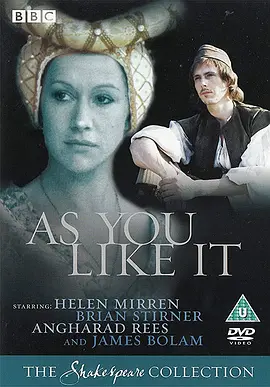 BBC
AS YOU
LIKE IT
STARRING: HELEN MIRREN
BRIAN STIRNER
ANGHARAD REES
AND JAMES BOLAM
U
DVD
VIDEO
THE Shakespeare COLLECTION